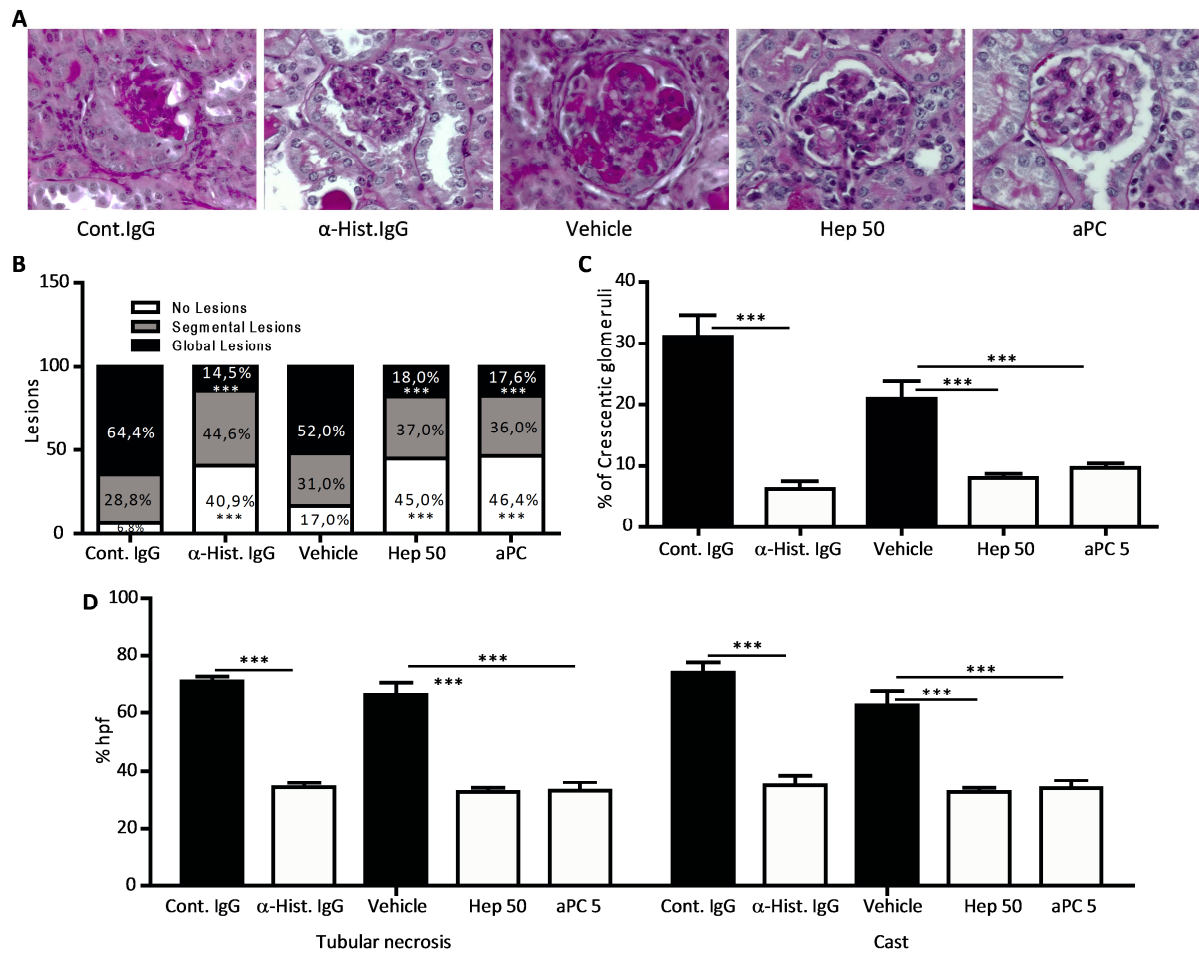 A
Cont.IgG α-Hist.IgG Vehicle Hep 50 aPC
B
Lesions
150
100
50
0
No Lesions
Segmental Lesions
Global Lesions
64,4% 28,8% 6,8%
14,5% *** 44,6% 40,9% ***
52,0% 31,0% 17,0%
18,0% *** 37,0% 45,0% ***
17,6% *** 36,0% 46,4% ***
Cont. IgG α-Hist. IgG Vehicle Hep 50 aPC
C
% of Crescentic glomeruli
40
30
20
10
0
***
***
***
Cont. IgG α-Hist. IgG Vehicle Hep 50 aPC 5
D
% hpf
100
80
60
40
20
0
***
***
***
***
***
***
Cont. IgG α-Hist. IgG Vehicle Hep 50 aPC 5 Cont. IgG α-Hist. IgG Vehicle Hep 50 aPC 5
Tubular necrosis Cast